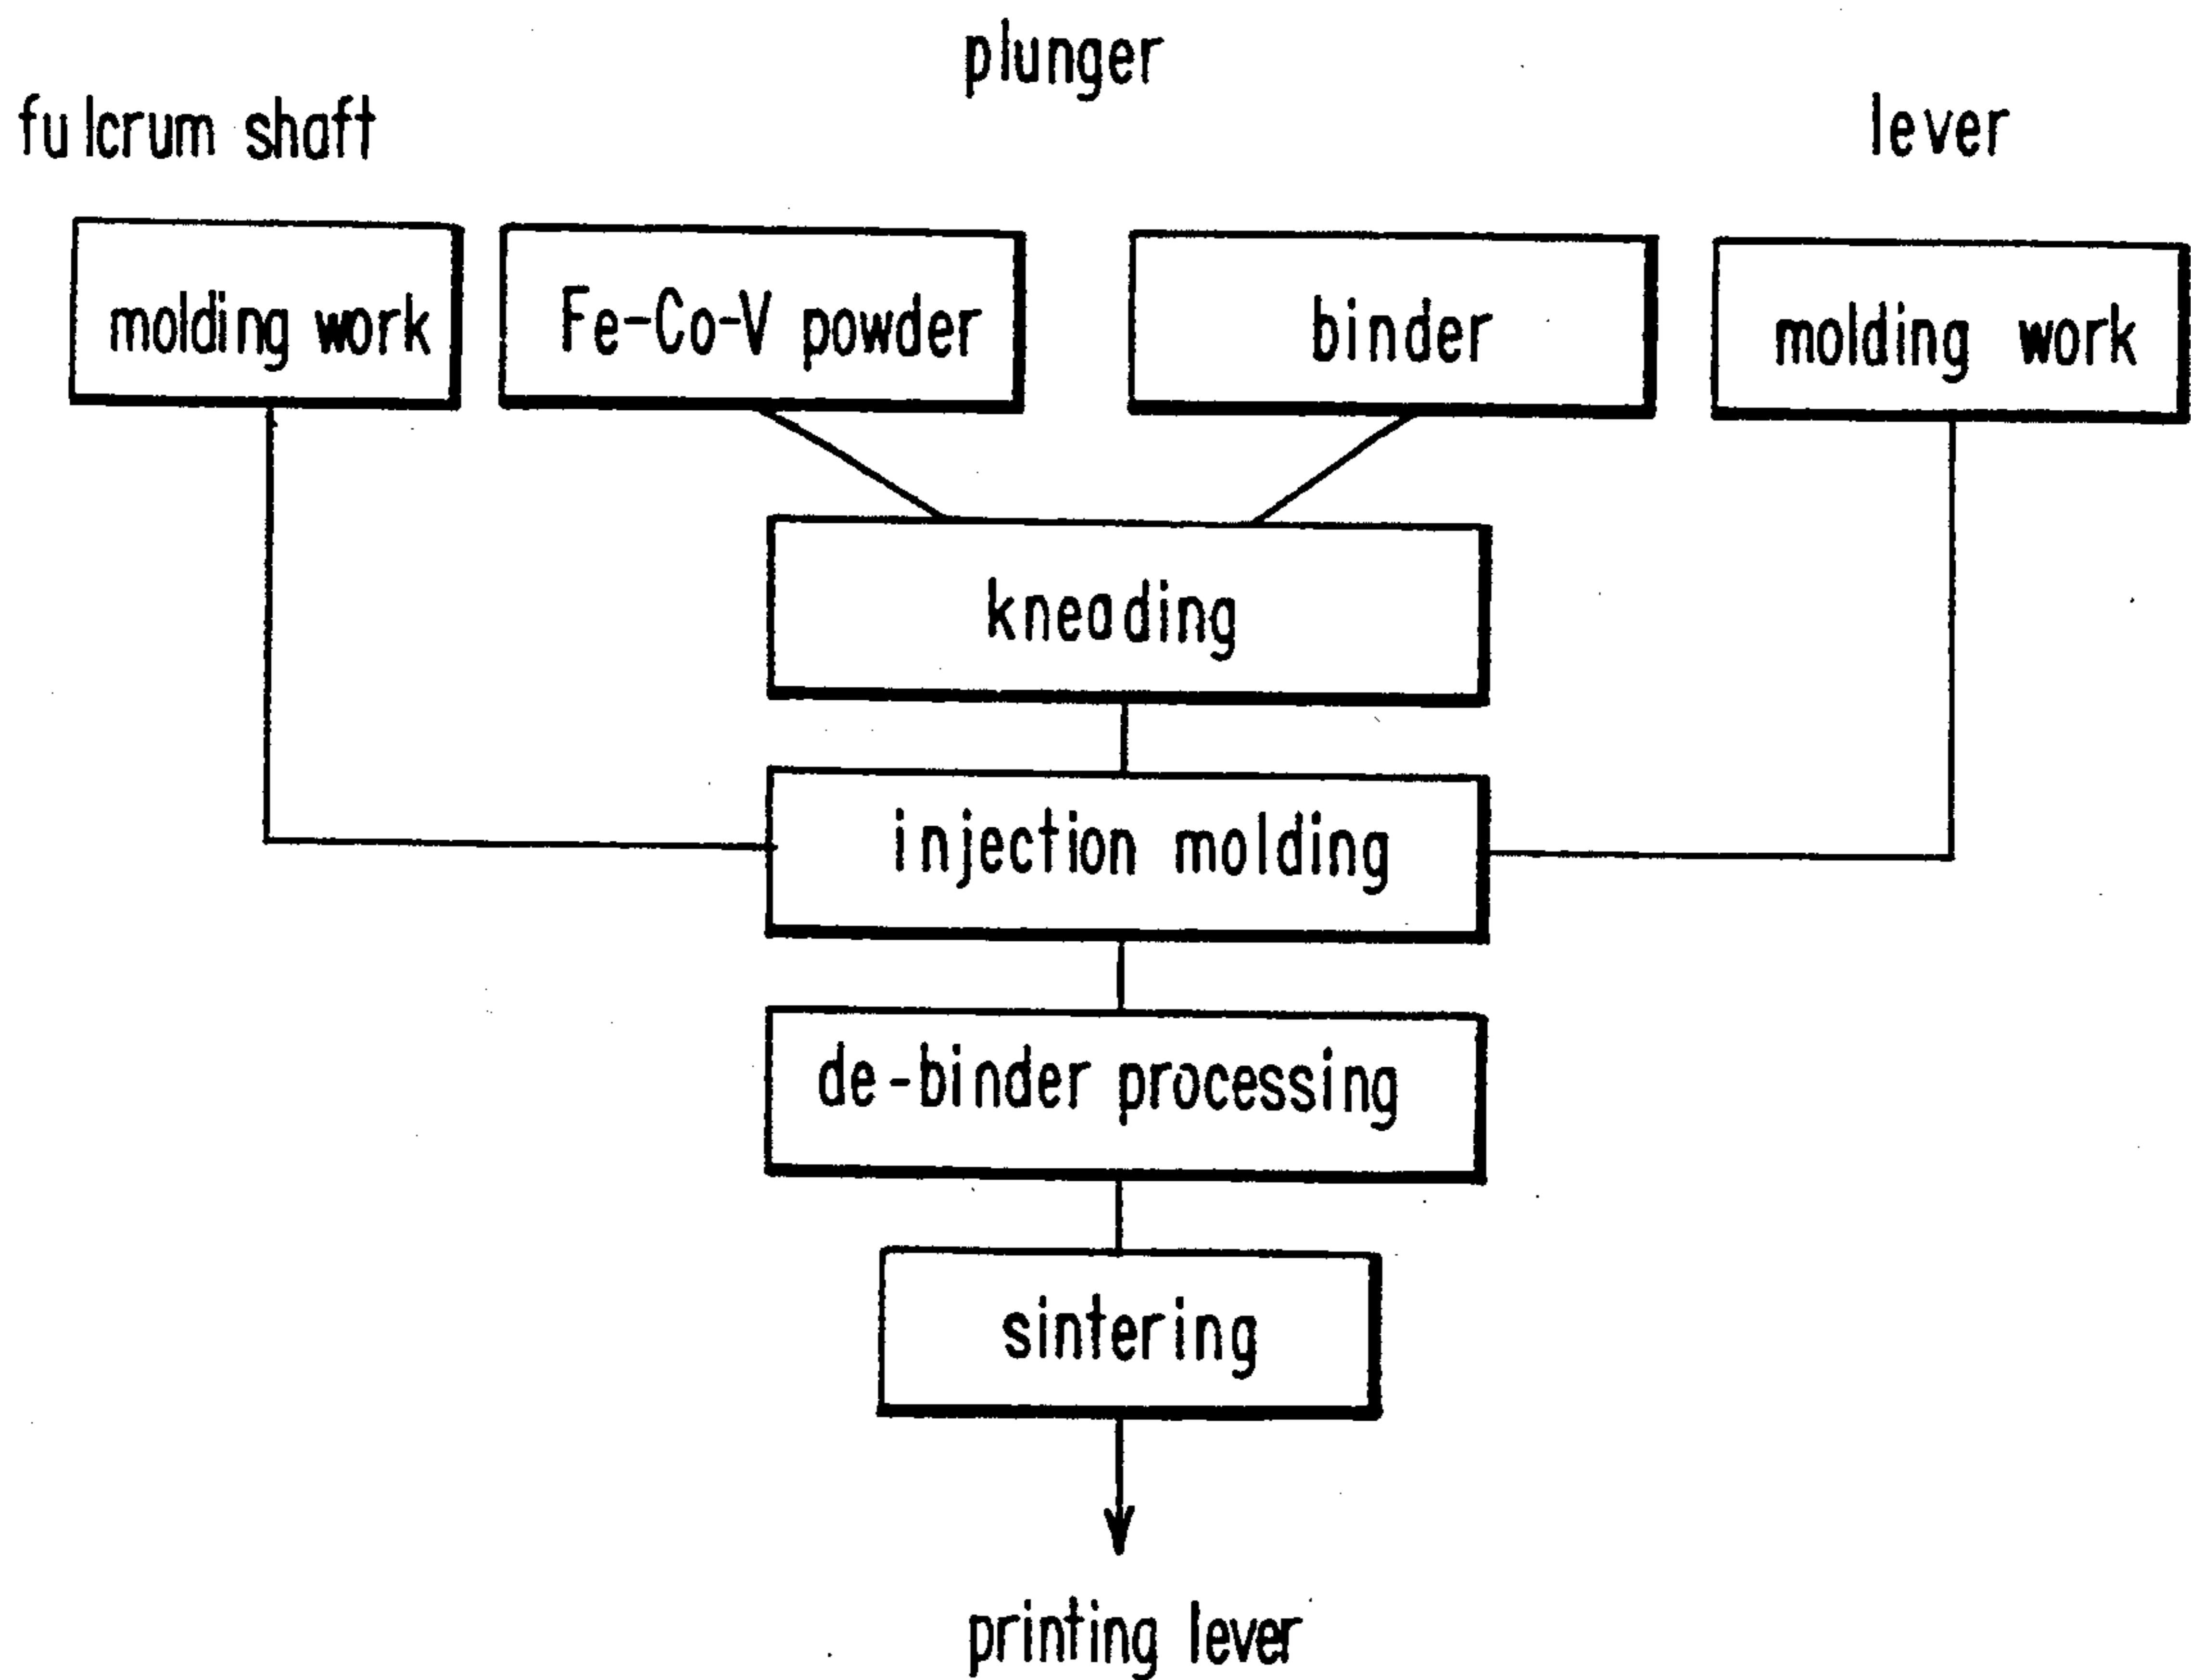 plunger
fulcrum shaft
lever
molding work
Fe-Co-V powder
binder
molding work
kneading
injection molding
de-binder processing
sintering
printing lever